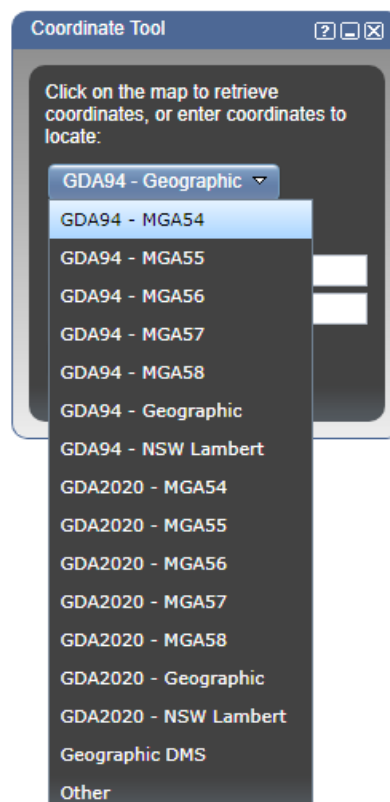 Coordinate Tool
Click on the map to retrieve
coordinates, or enter coordinates to
locate:
GDA94 - Geographic
GDA94 - MGA54
GDA94 - MGA55
GDA94 - MGA56
GDA94 - MGA57
GDA94 - MGA58
GDA94 - Geographic
GDA94 - NSW Lambert
GDA2020 - MGA54
GDA2020 - MGA55
GDA2020 - MGA56
GDA2020 - MGA57
GDA2020 - MGA58
GDA2020 - Geographic
GDA2020 - NSW Lambert
Geographic DMS
Other